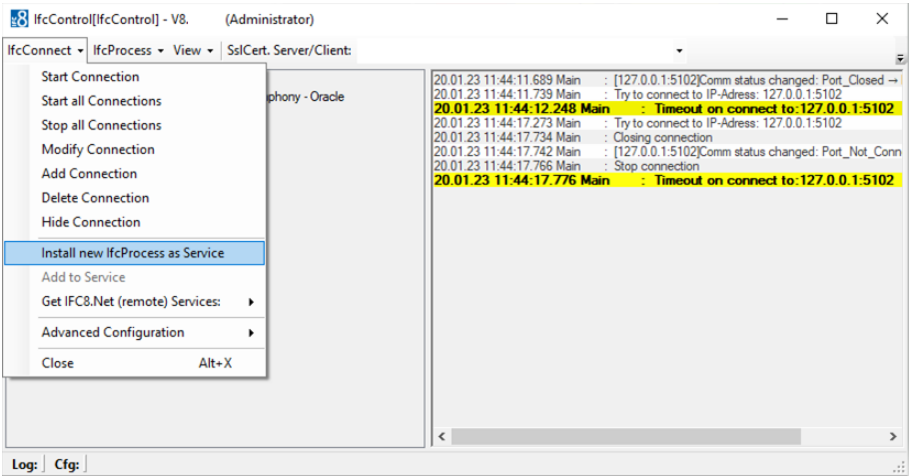 IfcControl[IfcControl] - V8. (Administrator)
IfcConnect IfcProcess View SslCert. Server/Client:
Start Connection
Start all Connections
Stop all Connections
Modify Connection
Add Connection
Delete Connection
Hide Connection
Install new IfcProcess as Service
Add to Service
Get IFC8.Net (remote) Services:
Advanced Configuration
Close Alt+X
phony - Oracle
20.01.23 11:44:11.689 Main : [127.0.0.1:5102]Comm status changed: Port_Closed →
20.01.23 11:44:11.739 Main : Try to connect to IP-Adress: 127.0.0.1:5102
20.01.23 11:44:12.248 Main : Timeout on connect to:127.0.0.1:5102
20.01.23 11:44:17.273 Main : Try to connect to IP-Adress: 127.0.0.1:5102
20.01.23 11:44:17.734 Main : Closing connection
20.01.23 11:44:17.742 Main : [127.0.0.1:5102]Comm status changed: Port_Not_Conn
20.01.23 11:44:17.766 Main : Stop connection
20.01.23 11:44:17.776 Main : Timeout on connect to:127.0.0.1:5102
Log: Cfg: